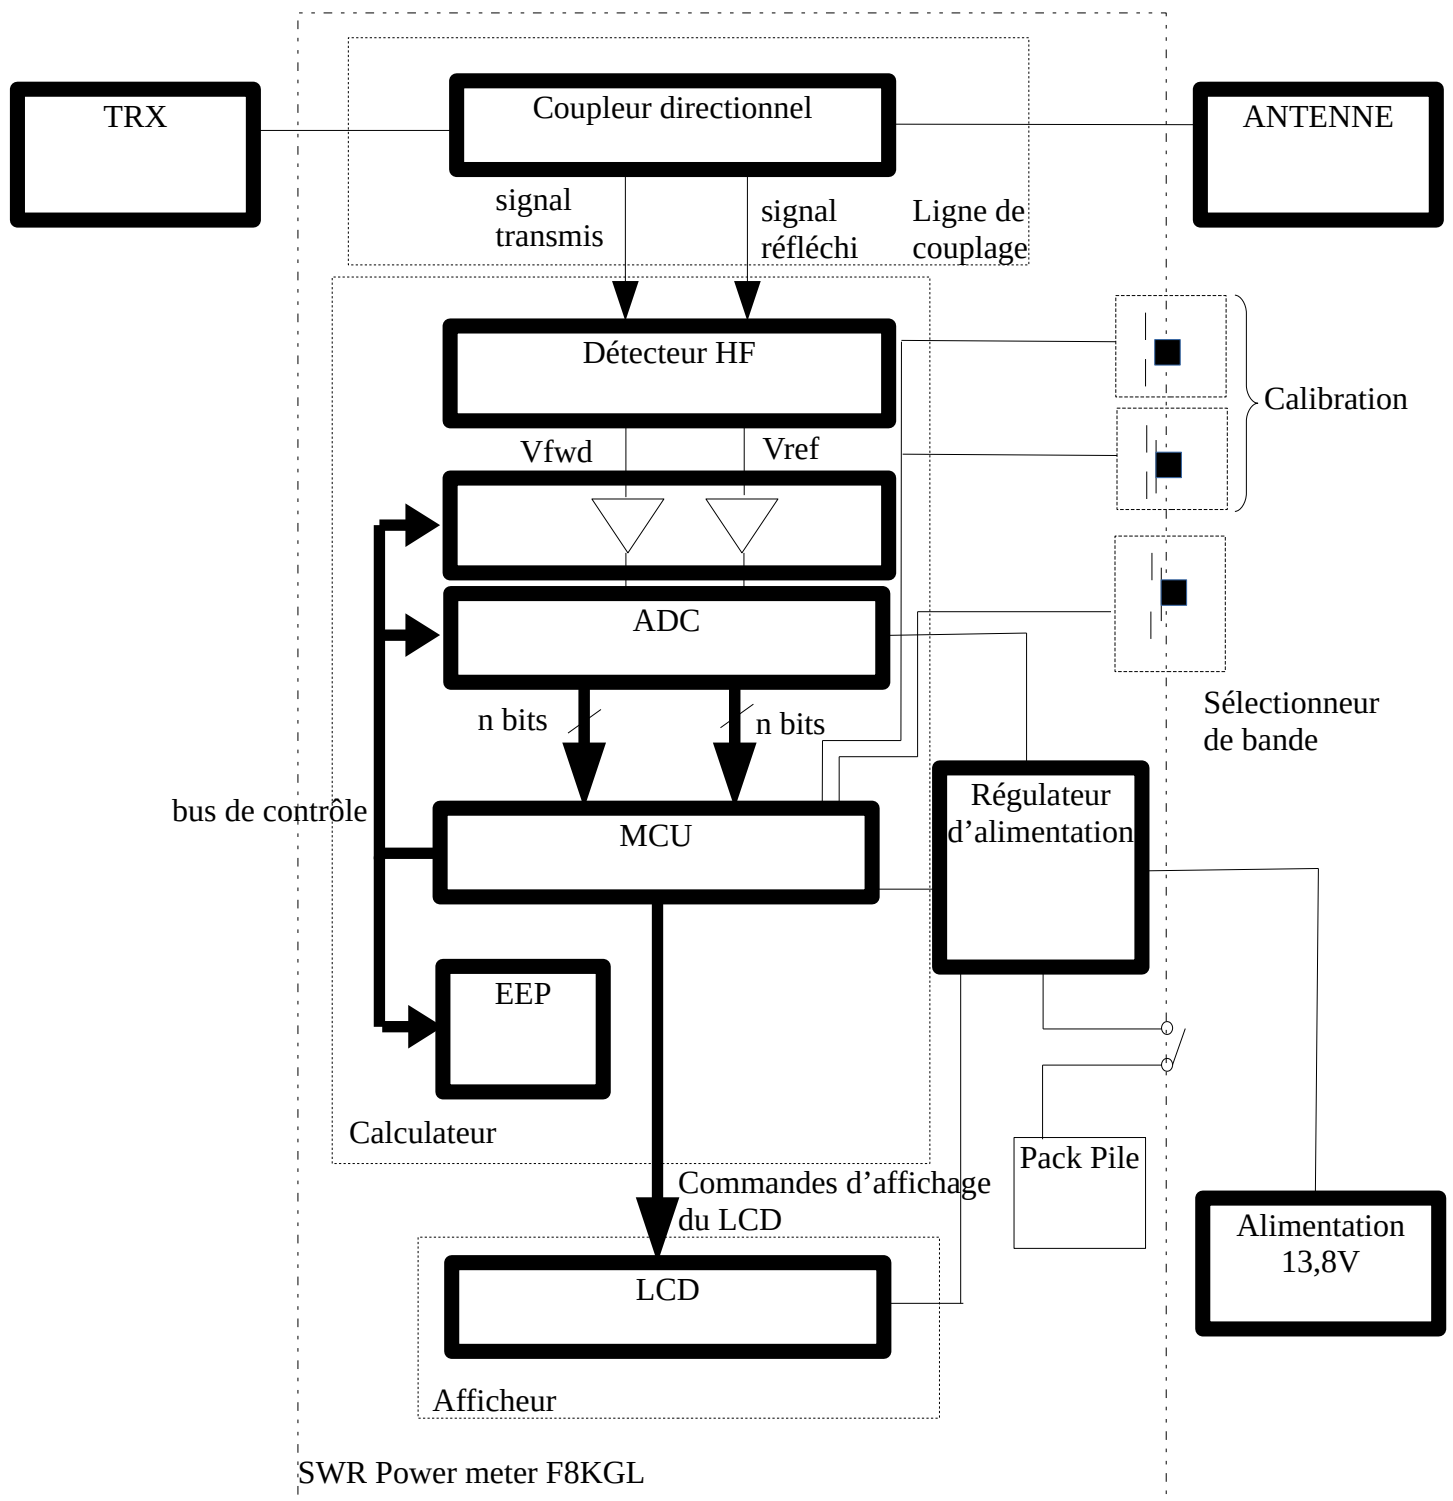 TRX
Coupleur directionnel
ANTENNE
signal
transmis
signal
réfléchi
Ligne de
couplage
Détecteur HF
Calibration
Vfwd
Vref
ADC
Sélectionneur
de bande
n bits
n bits
bus de contrôle
MCU
Régulateur
d’alimentation
EEP
Calculateur
Pack Pile
Commandes d’affichage
du LCD
Alimentation
13,8V
LCD
Afficheur
SWR Power meter F8KGL